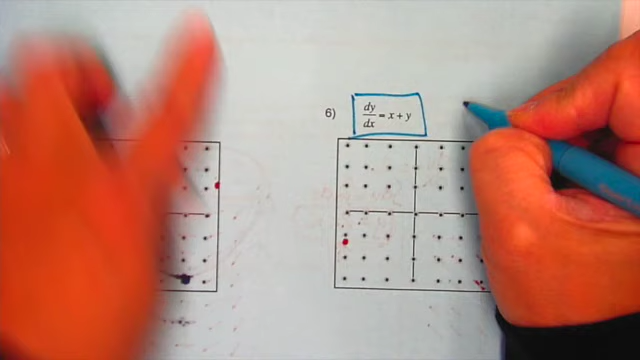 6) dy/dx = x + y